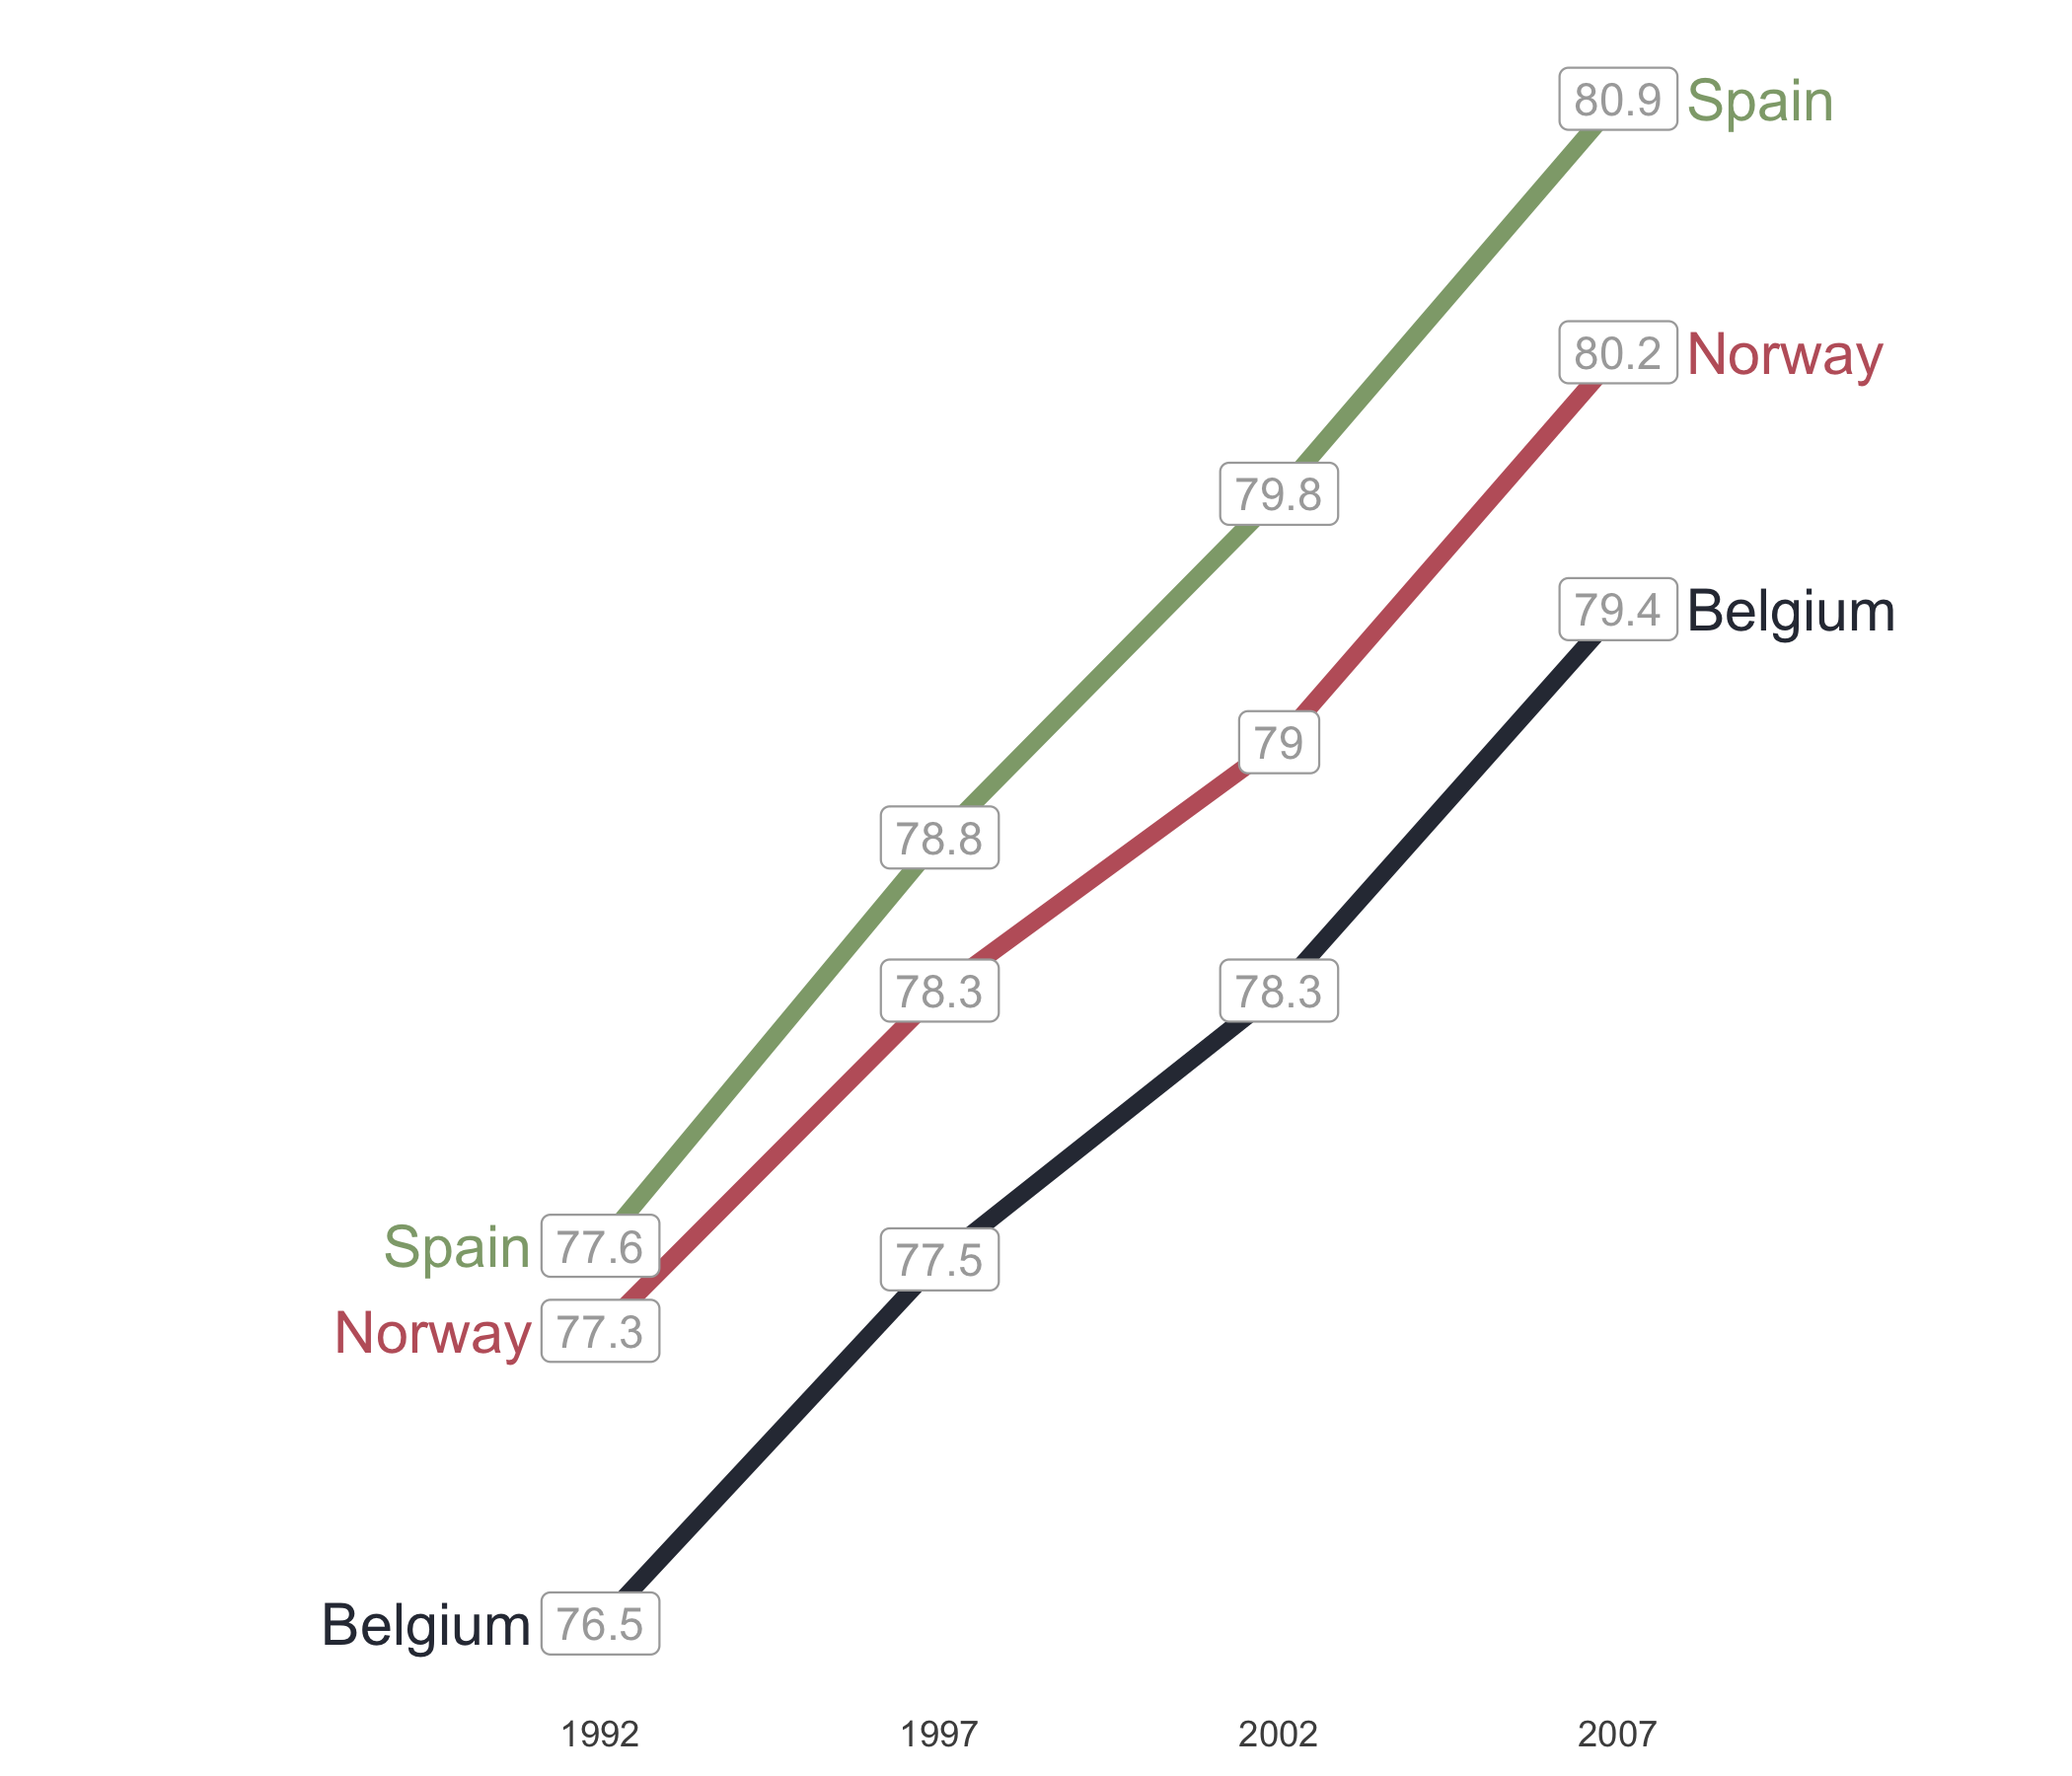 80.9 Spain
80.2 Norway
79.8
79.4 Belgium
79
78.8
78.3 78.3
Spain 77.6
77.5
Norway 77.3
Belgium 76.5
1992 1997 2002 2007